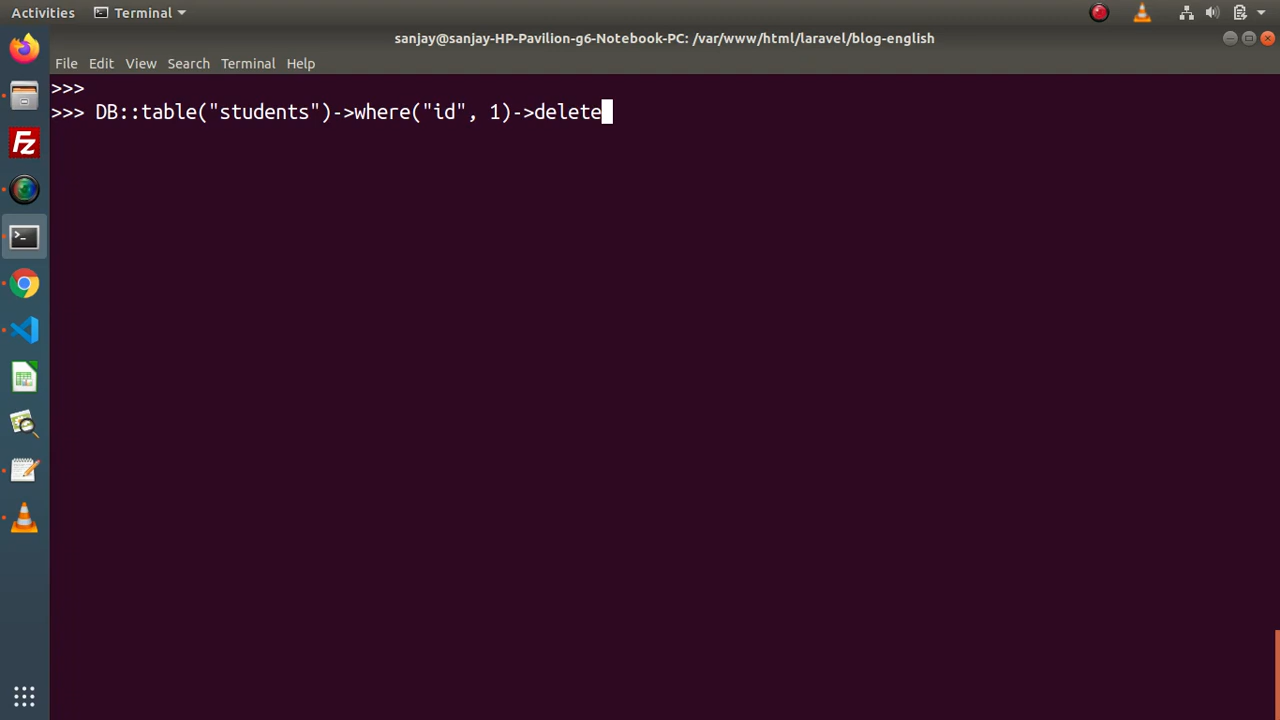 Activities
Terminal
sanjay@sanjay-HP-Pavilion-g6-Notebook-PC: /var/www/html/laravel/blog-english
File Edit View Search Terminal Help
>>>
>>> DB::table("students")->where("id", 1)->delete